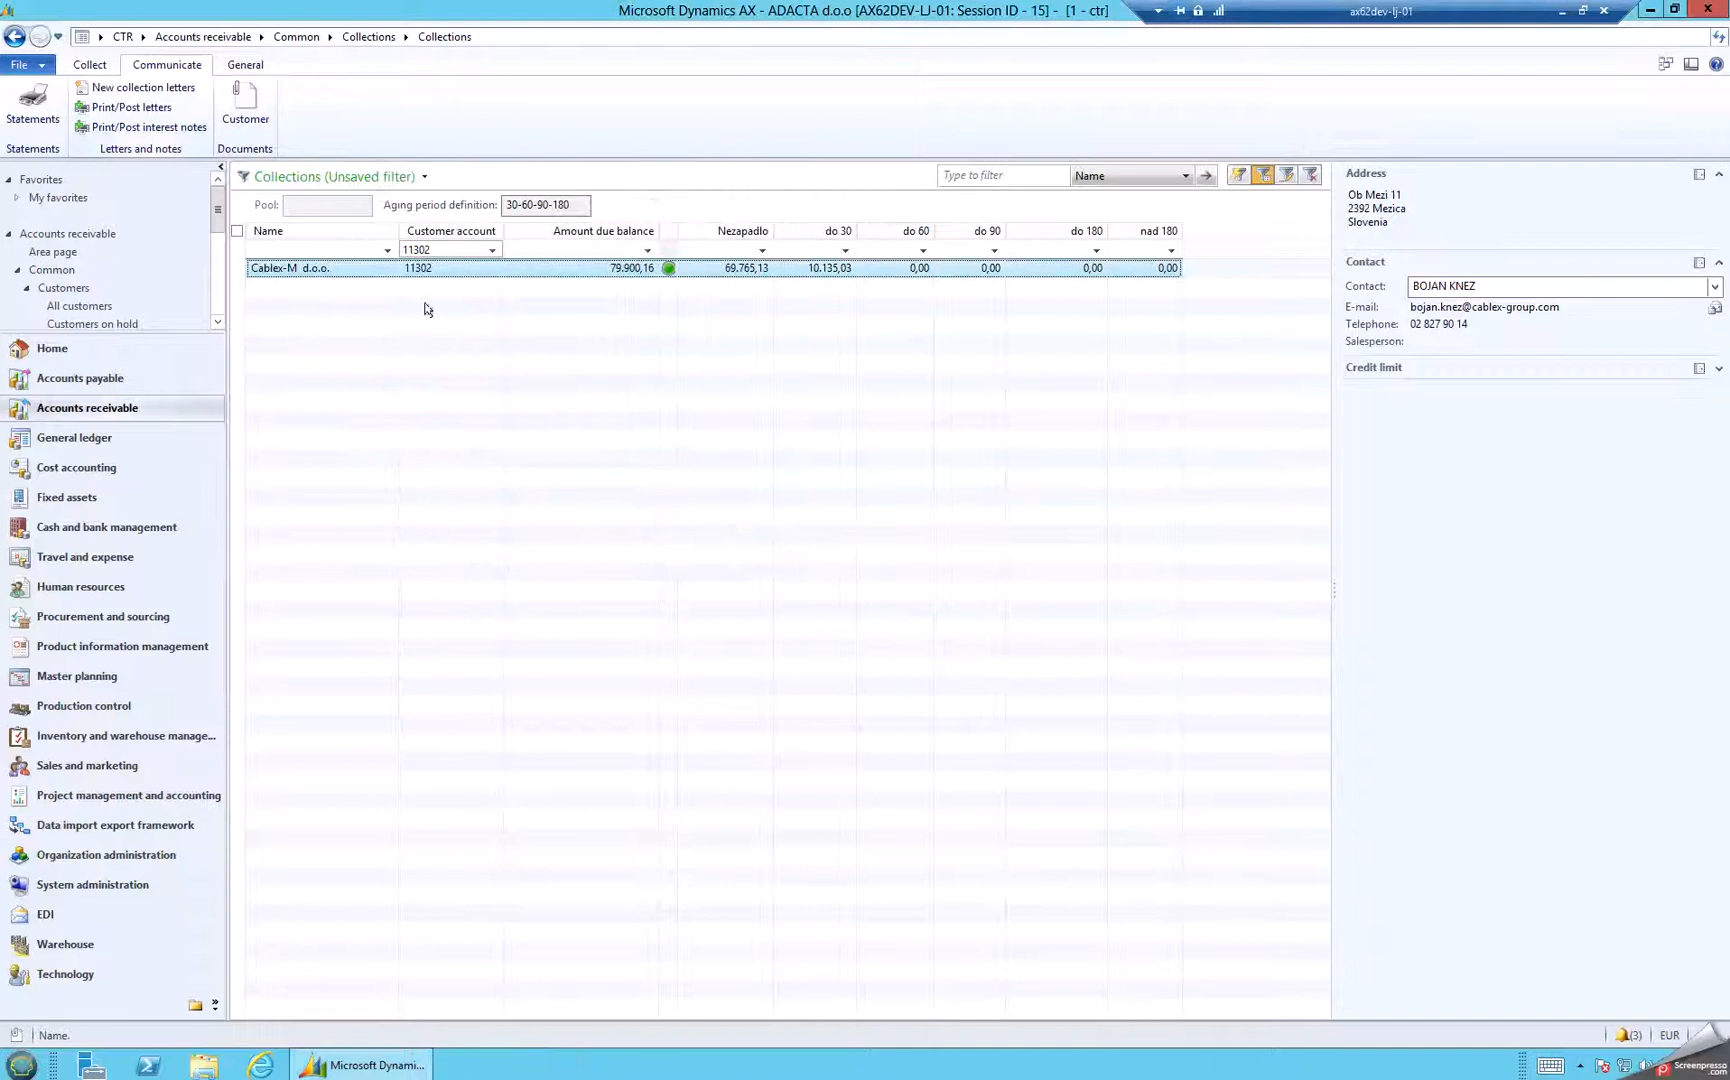 Microsoft Dynamics AX - ADACTA d.o.o [AX62DEV-LJ-01: Session ID - 15] - [1 - ctr]
ax62dev-lj-01
CTR Accounts receivable Common Collections Collections
File Collect Communicate General
Statements
New collection letters
Print/Post letters
Print/Post interest notes
Customer
Statements Letters and notes Documents
Favorites
My favorites
Accounts receivable
Area page
Common
Customers
All customers
Customers on hold
Home
Accounts payable
Accounts receivable
General ledger
Cost accounting
Fixed assets
Cash and bank management
Travel and expense
Human resources
Procurement and sourcing
Product information management
Master planning
Production control
Inventory and warehouse manage...
Sales and marketing
Project management and accounting
Data import export framework
Organization administration
System administration
EDI
Warehouse
Technology
Collections (Unsaved filter)
Type to filter Name
Pool: Aging period definition: 30-60-90-180
Name Customer account Amount due balance Nezapadlo do 30 do 60 do 90 do 180 nad 180
11302
Cablex-M d.o.o. 11302 79.900,16 69.765,13 10.135,03 0,00 0,00 0,00 0,00
Address
Ob Mezi 11
2392 Mezica
Slovenia
Contact
Contact: BOJAN KNEZ
E-mail: bojan.knez@cablex-group.com
Telephone: 02 827 90 14
Salesperson:
Credit limit
Name.
(3) EUR
Microsoft Dynami...
Screenpresso
.com